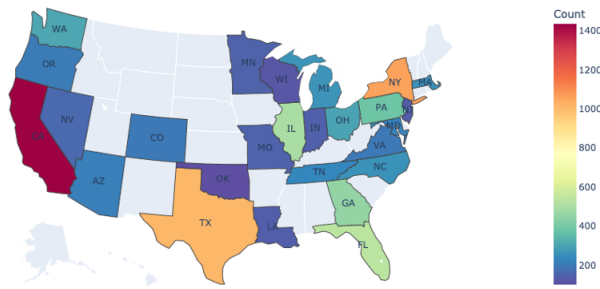 Count
1400
1200
1000
800
600
400
200
WA
OR
CA
NV
AZ
CO
TX
OK
MN
WI
MI
IL
IN
OH
MO
LA
TN
NC
GA
FL
VA
MD
PA
NJ
NY
MA